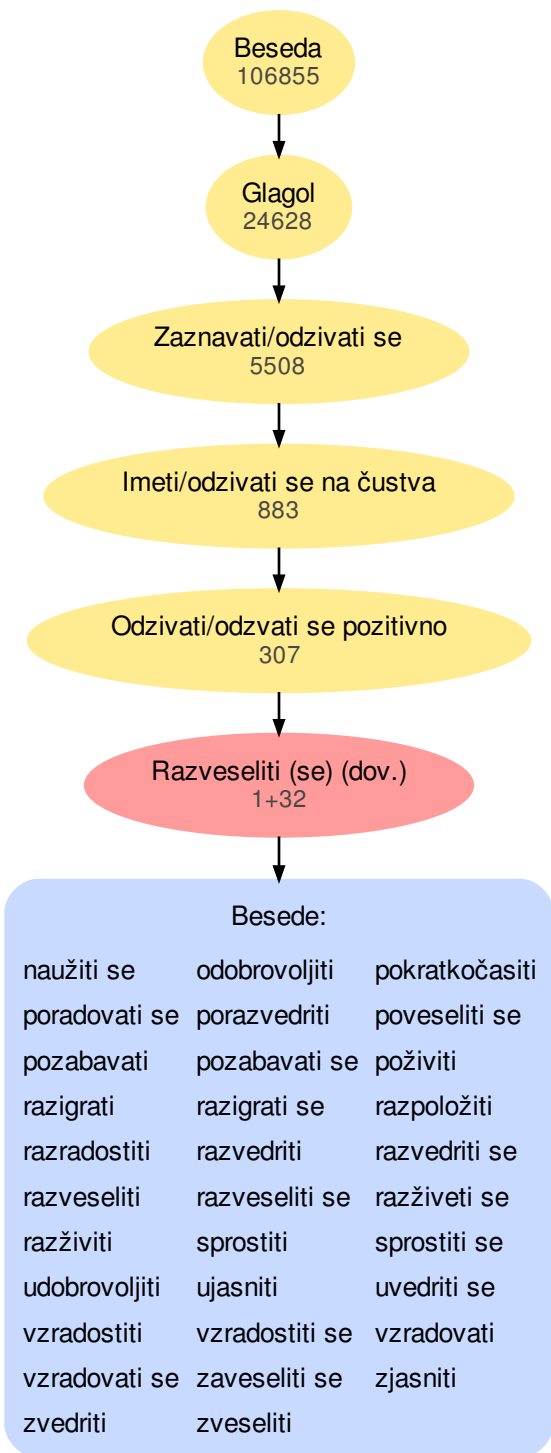 Beseda
106855
Glagol
24628
Zaznavati/odzivati se
5508
Imeti/odzivati se na čustva
883
Odzivati/odzvati se pozitivno
307
Razveseliti (se) (dov.)
1+32
Besede:
naužiti se odobrovoljiti pokratkočasiti
poradovati se porazvedriti poveseliti se
pozabavati pozabavati se poživiti
razigrati razigrati se razpoložiti
razradostiti razvedriti razvedriti se
razveseliti razveseliti se razživeti se
razživiti sprostiti sprostiti se
udobrovoljiti ujasniti uvedriti se
vzradostiti vzradostiti se vzradovati
vzradovati se zaveseliti se zjasniti
zvedriti zveseliti